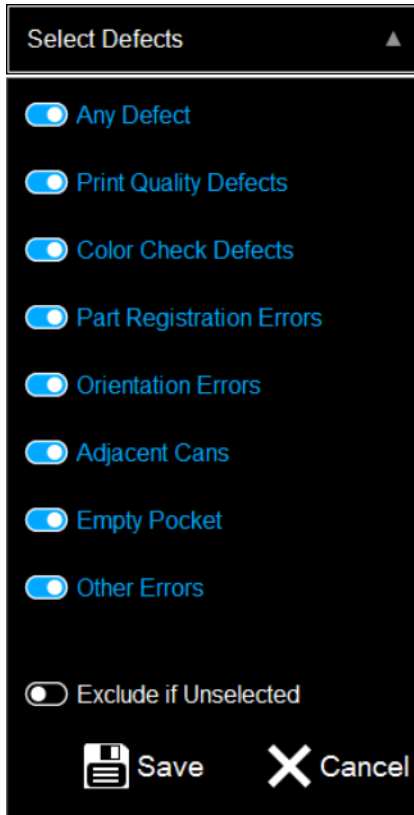 Select Defects
Any Defect
Print Quality Defects
Color Check Defects
Part Registration Errors
Orientation Errors
Adjacent Cans
Empty Pocket
Other Errors
Exclude if Unselected
Save Cancel